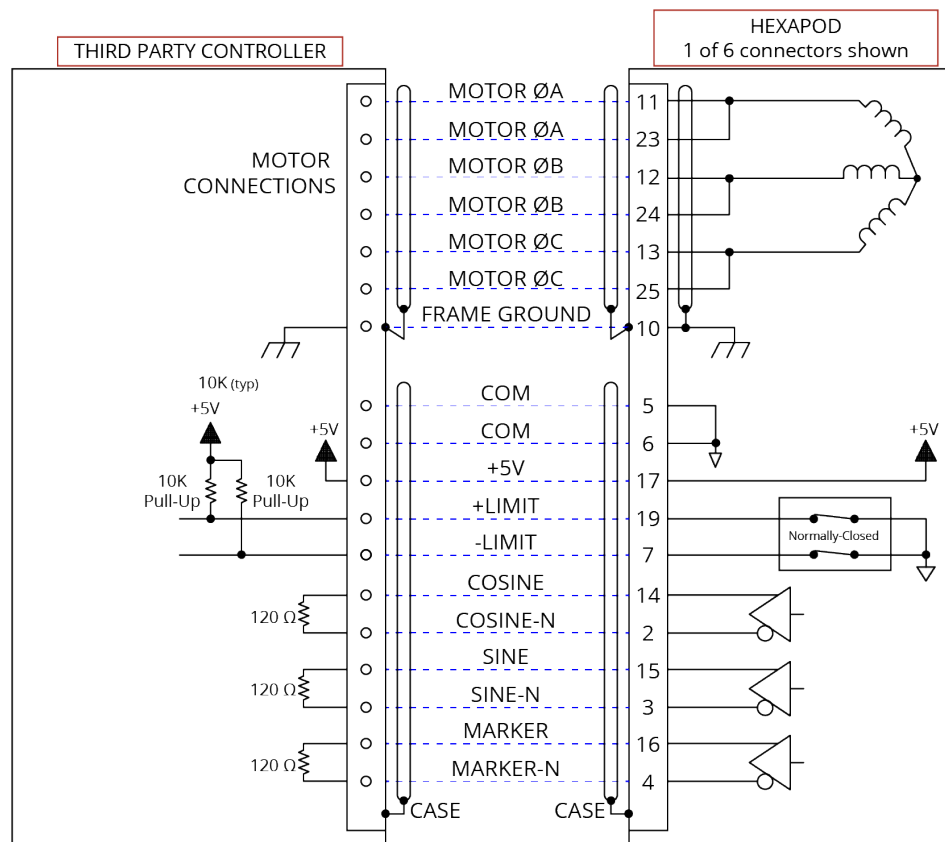 THIRD PARTY CONTROLLER
HEXAPOD
1 of 6 connectors shown
MOTOR
CONNECTIONS
MOTOR ØA
11
MOTOR ØA
23
MOTOR ØB
12
MOTOR ØB
24
MOTOR ØC
13
MOTOR ØC
25
FRAME GROUND
10
10K (typ)
+5V
+5V
10K
Pull-Up
10K
Pull-Up
COM
5
COM
6
+5V
17
+5V
+LIMIT
19
Normally-Closed
-LIMIT
7
COSINE
14
120 Ω
COSINE-N
2
SINE
15
120 Ω
SINE-N
3
MARKER
16
120 Ω
MARKER-N
4
CASE
CASE